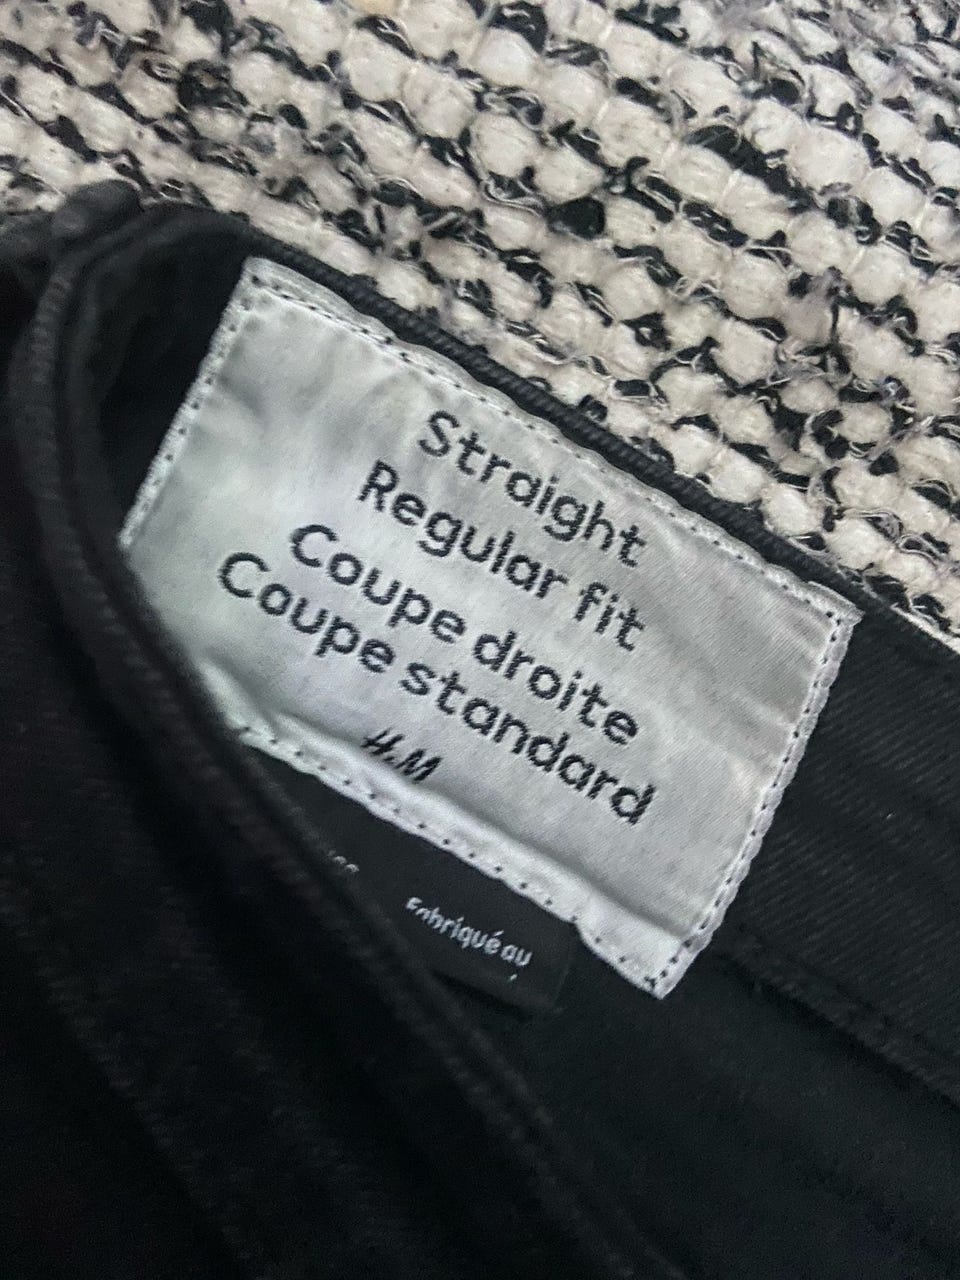 Straight
Regular fit
Coupe droite
Coupe standard
H&M
Fabriqué au